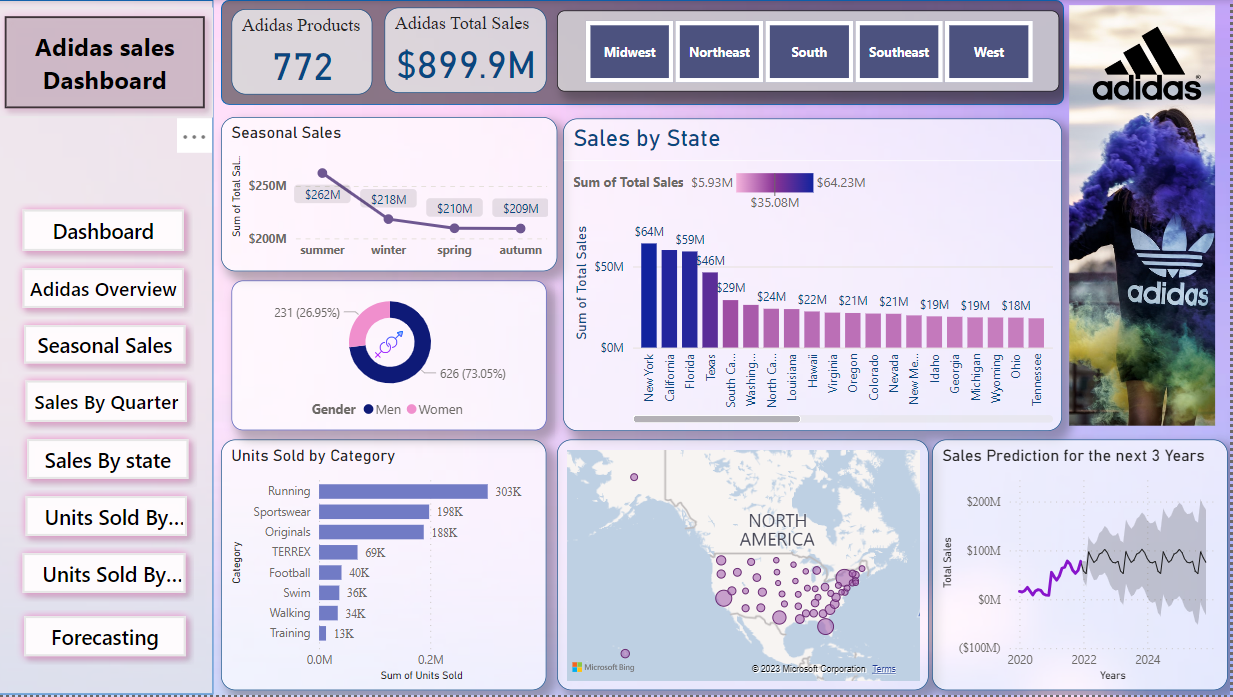 Adidas sales
Dashboard
...
Dashboard
Adidas Overview
Seasonal Sales
Sales By Quarter
Sales By state
Units Sold By...
Units Sold By...
Forecasting
Adidas Products
772
Adidas Total Sales
$899.9M
Midwest
Northeast
South
Southeast
West
adidas
adidas
Seasonal Sales
Sum of Total Sal...
$250M
$200M
$262M
$218M
$210M
$209M
summer
winter
spring
autumn
231 (26.95%)
626 (73.05%)
Gender Men Women
Sales by State
Sum of Total Sales $5.93M $64.23M
$35.08M
Sum of Total Sales
$50M
$0M
$64M
$59M
$46M
$29M
$24M
$22M
$21M
$21M
$19M
$19M
$18M
New York
California
Florida
Texas
South Ca...
Washing...
North Ca...
Louisiana
Hawaii
Virginia
Oregon
Colorado
Nevada
New Me...
Idaho
Georgia
Michigan
Wyoming
Ohio
Tennessee
Units Sold by Category
Category
Running 303K
Sportswear 198K
Originals 188K
TERREX 69K
Football 40K
Swim 36K
Walking 34K
Training 13K
0.0M 0.2M
Sum of Units Sold
NORTH
AMERICA
Microsoft Bing
© 2023 Microsoft Corporation Terms
Sales Prediction for the next 3 Years
Total Sales
$200M
$100M
$0M
($100M)
2020 2022 2024
Years